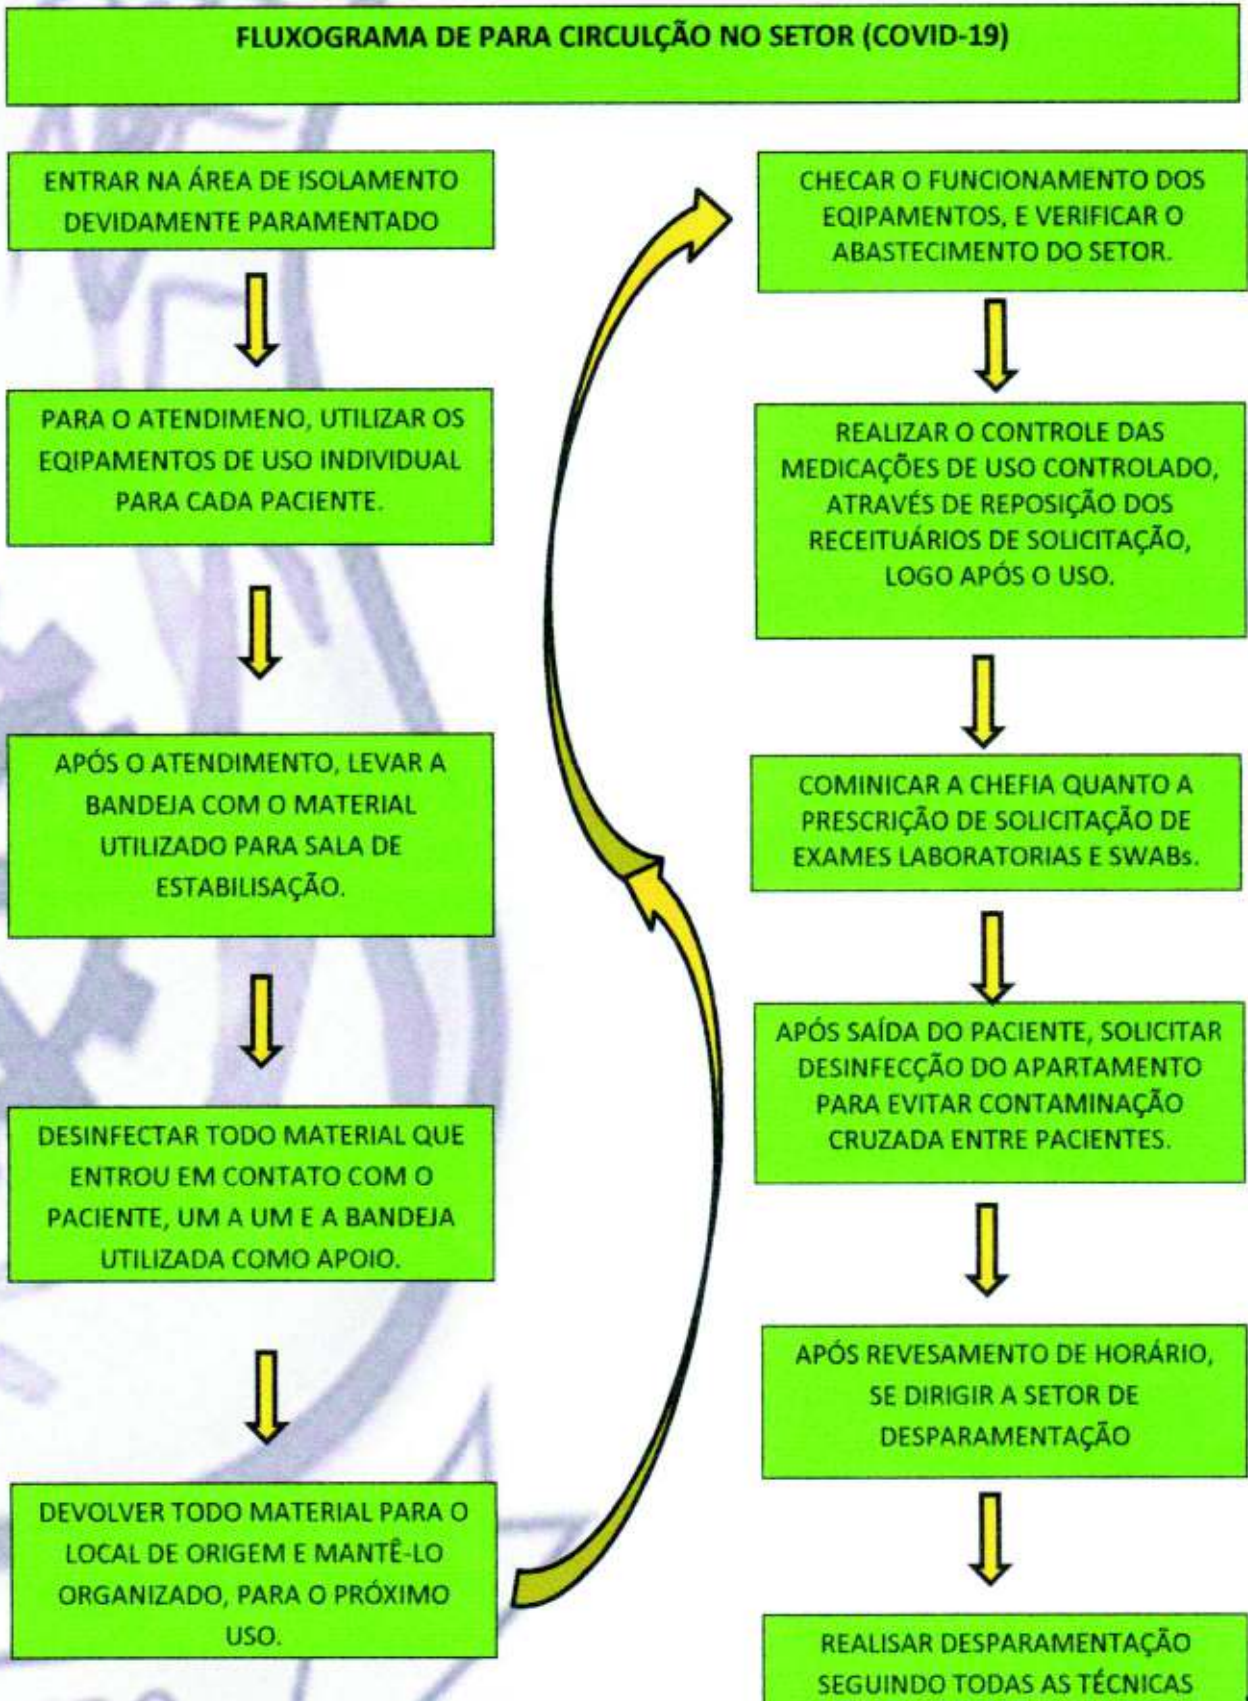 FLUXOGRAMA DE PARA CIRCULÇÃO NO SETOR (COVID-19)
ENTRAR NA ÁREA DE ISOLAMENTO
DEVIDAMENTE PARAMENTADO
PARA O ATENDIMENO, UTILIZAR OS
EQIPAMENTOS DE USO INDIVIDUAL
PARA CADA PACIENTE.
APÓS O ATENDIMENTO, LEVAR A
BANDEJA COM O MATERIAL
UTILIZADO PARA SALA DE
ESTABILISAÇÃO.
DESINFECTAR TODO MATERIAL QUE
ENTROU EM CONTATO COM O
PACIENTE, UM A UM E A BANDEJA
UTILIZADA COMO APOIO.
DEVOLVER TODO MATERIAL PARA O
LOCAL DE ORIGEM E MANTÊ-LO
ORGANIZADO, PARA O PRÓXIMO
USO.
CHECAR O FUNCIONAMENTO DOS
EQIPAMENTOS, E VERIFICAR O
ABASTECIMENTO DO SETOR.
REALIZAR O CONTROLE DAS
MEDICAÇÕES DE USO CONTROLADO,
ATRAVÉS DE REPOSIÇÃO DOS
RECEITUÁRIOS DE SOLICITAÇÃO,
LOGO APÓS O USO.
COMINICAR A CHEFIA QUANTO A
PRESCRIÇÃO DE SOLICITAÇÃO DE
EXAMES LABORATORIAS E SWABs.
APÓS SAÍDA DO PACIENTE, SOLICITAR
DESINFECÇÃO DO APARTAMENTO
PARA EVITAR CONTAMINAÇÃO
CRUZADA ENTRE PACIENTES.
APÓS REVESAMENTO DE HORÁRIO,
SE DIRIGIR A SETOR DE
DESPARAMENTAÇÃO
REALISAR DESPARAMENTAÇÃO
SEGUINDO TODAS AS TÉCNICAS